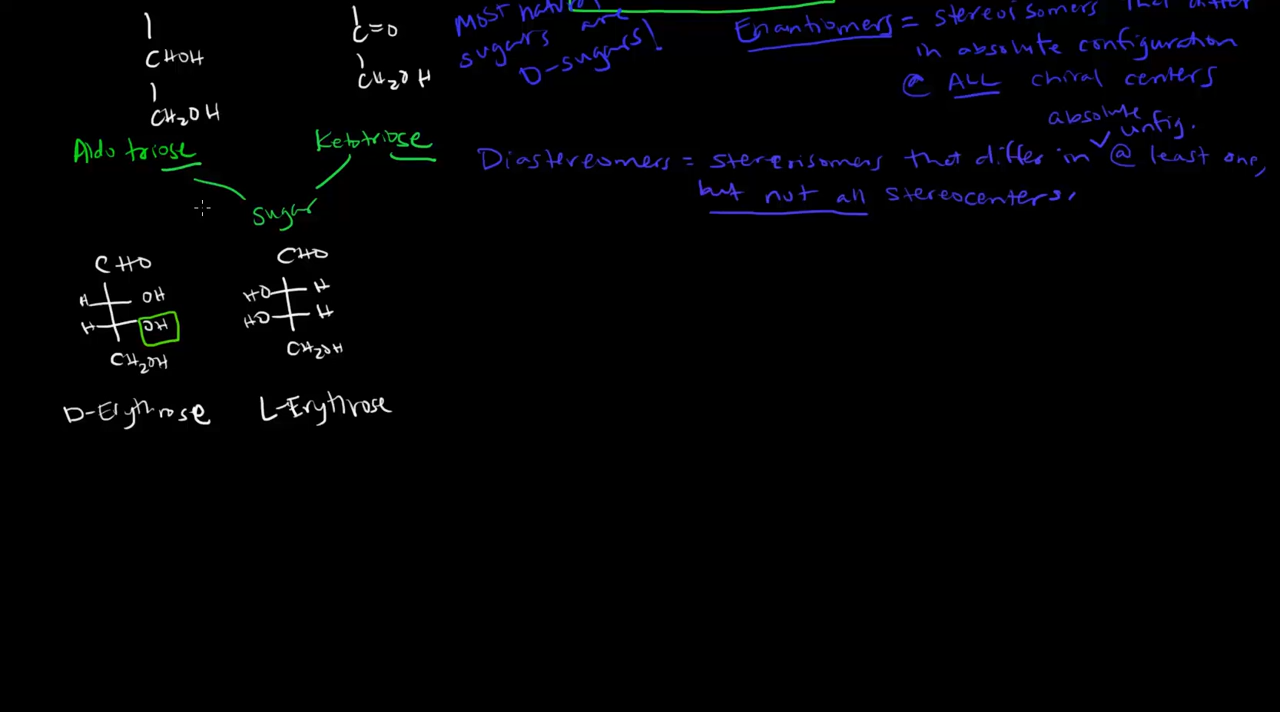 CHOH
CH₂OH
Aldotriose
C=O
CH₂OH
Ketotriose
sugar
Most natural
sugars are
D-sugars!
Enantiomers = stereoisomers that differ
in absolute configuration
@ ALL chiral centers
absolute
config.
Diastereomers = sterisomers that differ in ✓ @ least one,
but not all stereocenters.
CHO
H OH
H OH
CH₂OH
D-Erythrose
CHO
HO H
HO H
CH₂OH
L-Erythrose